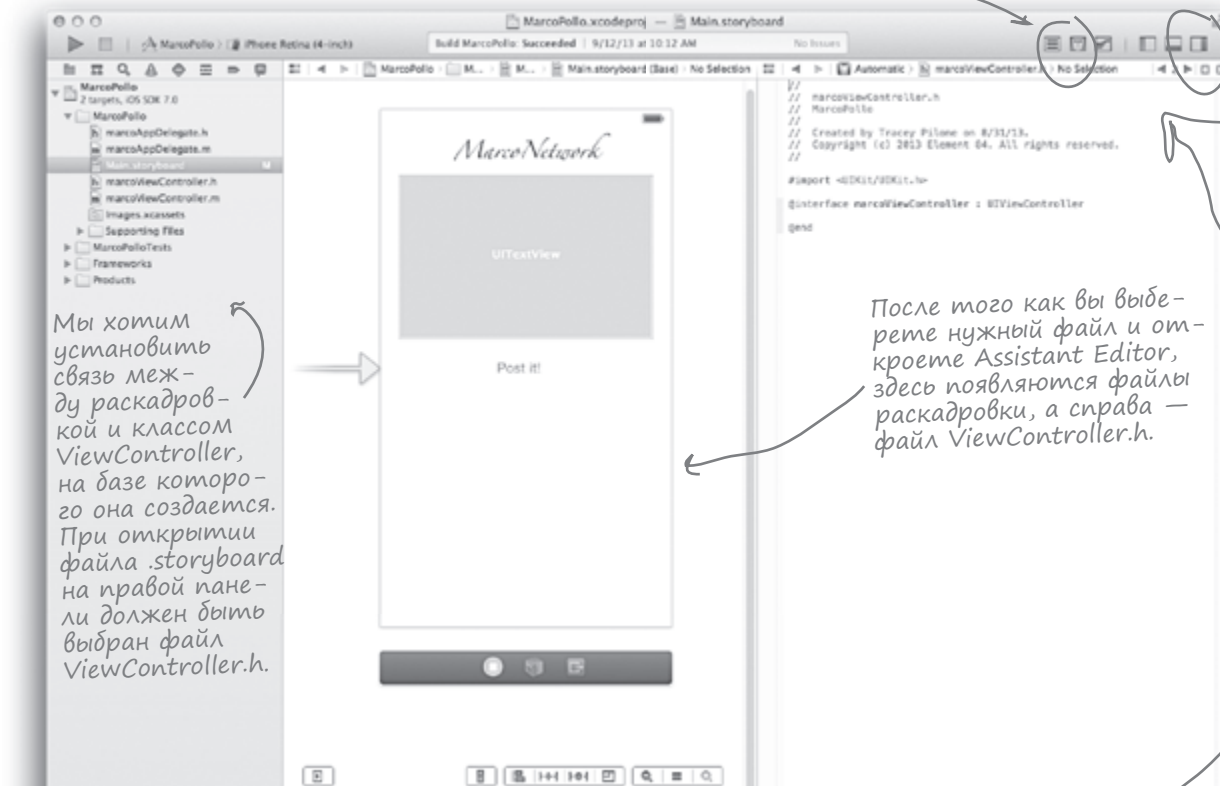 MarcoPollo.xcodeproj — Main.storyboard
MarcoPollo › iPhone Retina (4-inch)
Build MarcoPollo: Succeeded | 9/12/13 at 10:12 AM
No Issues
MarcoPollo › M... › M... › Main.storyboard (Base) › No Selection
Automatic › marcoViewController.h › No Selection
MarcoPollo
2 targets, iOS SDK 7.0
MarcoPollo
marcoAppDelegate.h
marcoAppDelegate.m
Main.storyboard M
marcoViewController.h
marcoViewController.m
Images.xcassets
Supporting Files
MarcoPolloTests
Frameworks
Products
MarcoNetwork
UITextView
Post it!
//
// marcoViewController.h
// MarcoPollo
//
// Created by Tracey Pilone on 8/31/13.
// Copyright (c) 2013 Element 84. All rights reserved.
//
#import <UIKit/UIKit.h>
@interface marcoViewController : UIViewController
@end
Мы хотим
установить
связь меж-
ду раскадров-
кой и классом
ViewController,
на базе которо-
го она создается.
При открытии
файла .storyboard
на правой пане-
ли должен быть
выбран файл
ViewController.h.
После того как вы выбе-
рете нужный файл и от-
кроете Assistant Editor,
здесь появляются файлы
раскадровки, а справа —
файл ViewController.h.